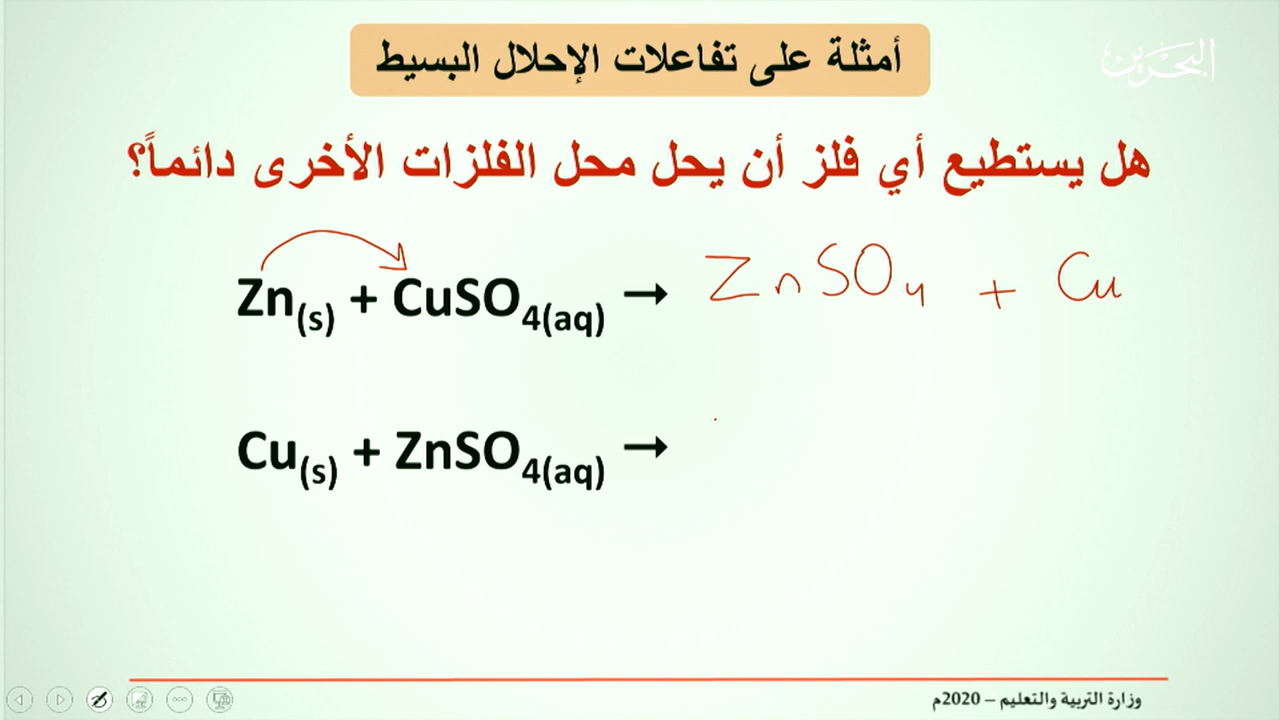 البحرين
أمثلة على تفاعلات الإحلال البسيط
هل يستطيع أي فلز أن يحل محل الفلزات الأخرى دائماً؟
Zn(s) + CuSO4(aq) → ZnSO4 + Cu
Cu(s) + ZnSO4(aq) →
وزارة التربية والتعليم – 2020م